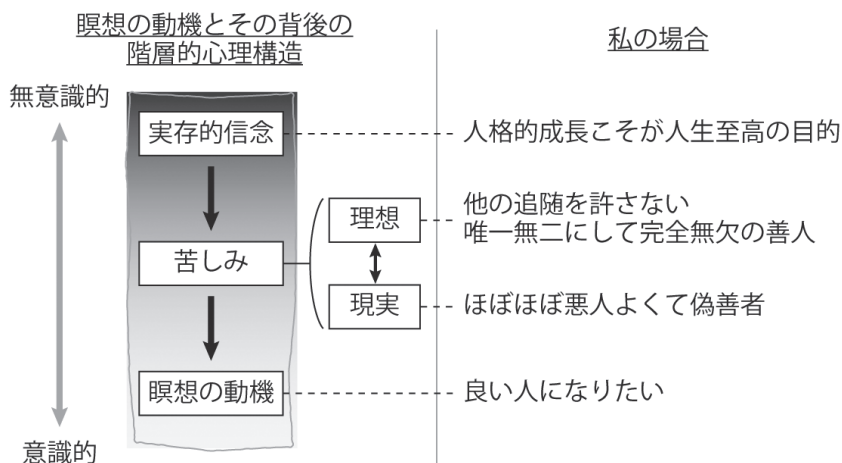 瞑想の動機とその背後の
階層的心理構造
私の場合
無意識的
実存的信念
人格的成長こそが人生至高の目的
理想
他の追随を許さない
唯一無二にして完全無欠の善人
苦しみ
現実
ほぼほぼ悪人よくて偽善者
瞑想の動機
良い人になりたい
意識的